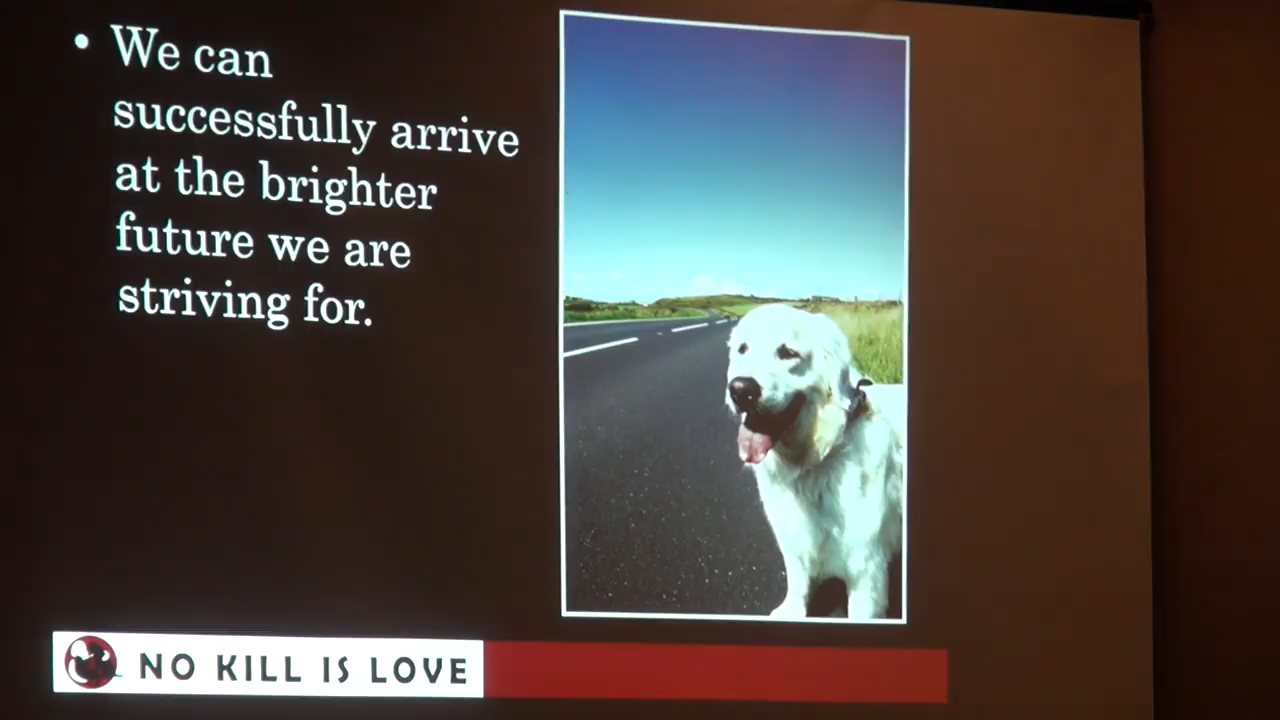 • We can
successfully arrive
at the brighter
future we are
striving for.
NO KILL IS LOVE